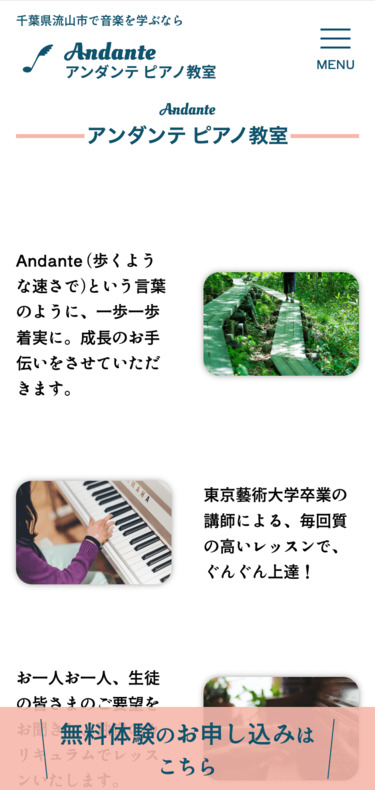 千葉県流山市で音楽を学ぶなら
Andante
アンダンテ ピアノ教室
MENU
Andante
アンダンテ ピアノ教室
Andante（歩くよう
な速さで）という言葉
のように、一歩一歩
着実に。成長のお手
伝いをさせていただ
きます。
YAMAHA
東京藝術大学卒業の
講師による、毎回質
の高いレッスンで、
ぐんぐん上達！
お一人お一人、生徒
の皆さまのご要望を
お聞き
リキュラムでレッス
ンいたします。
無料体験のお申し込みは
こちら